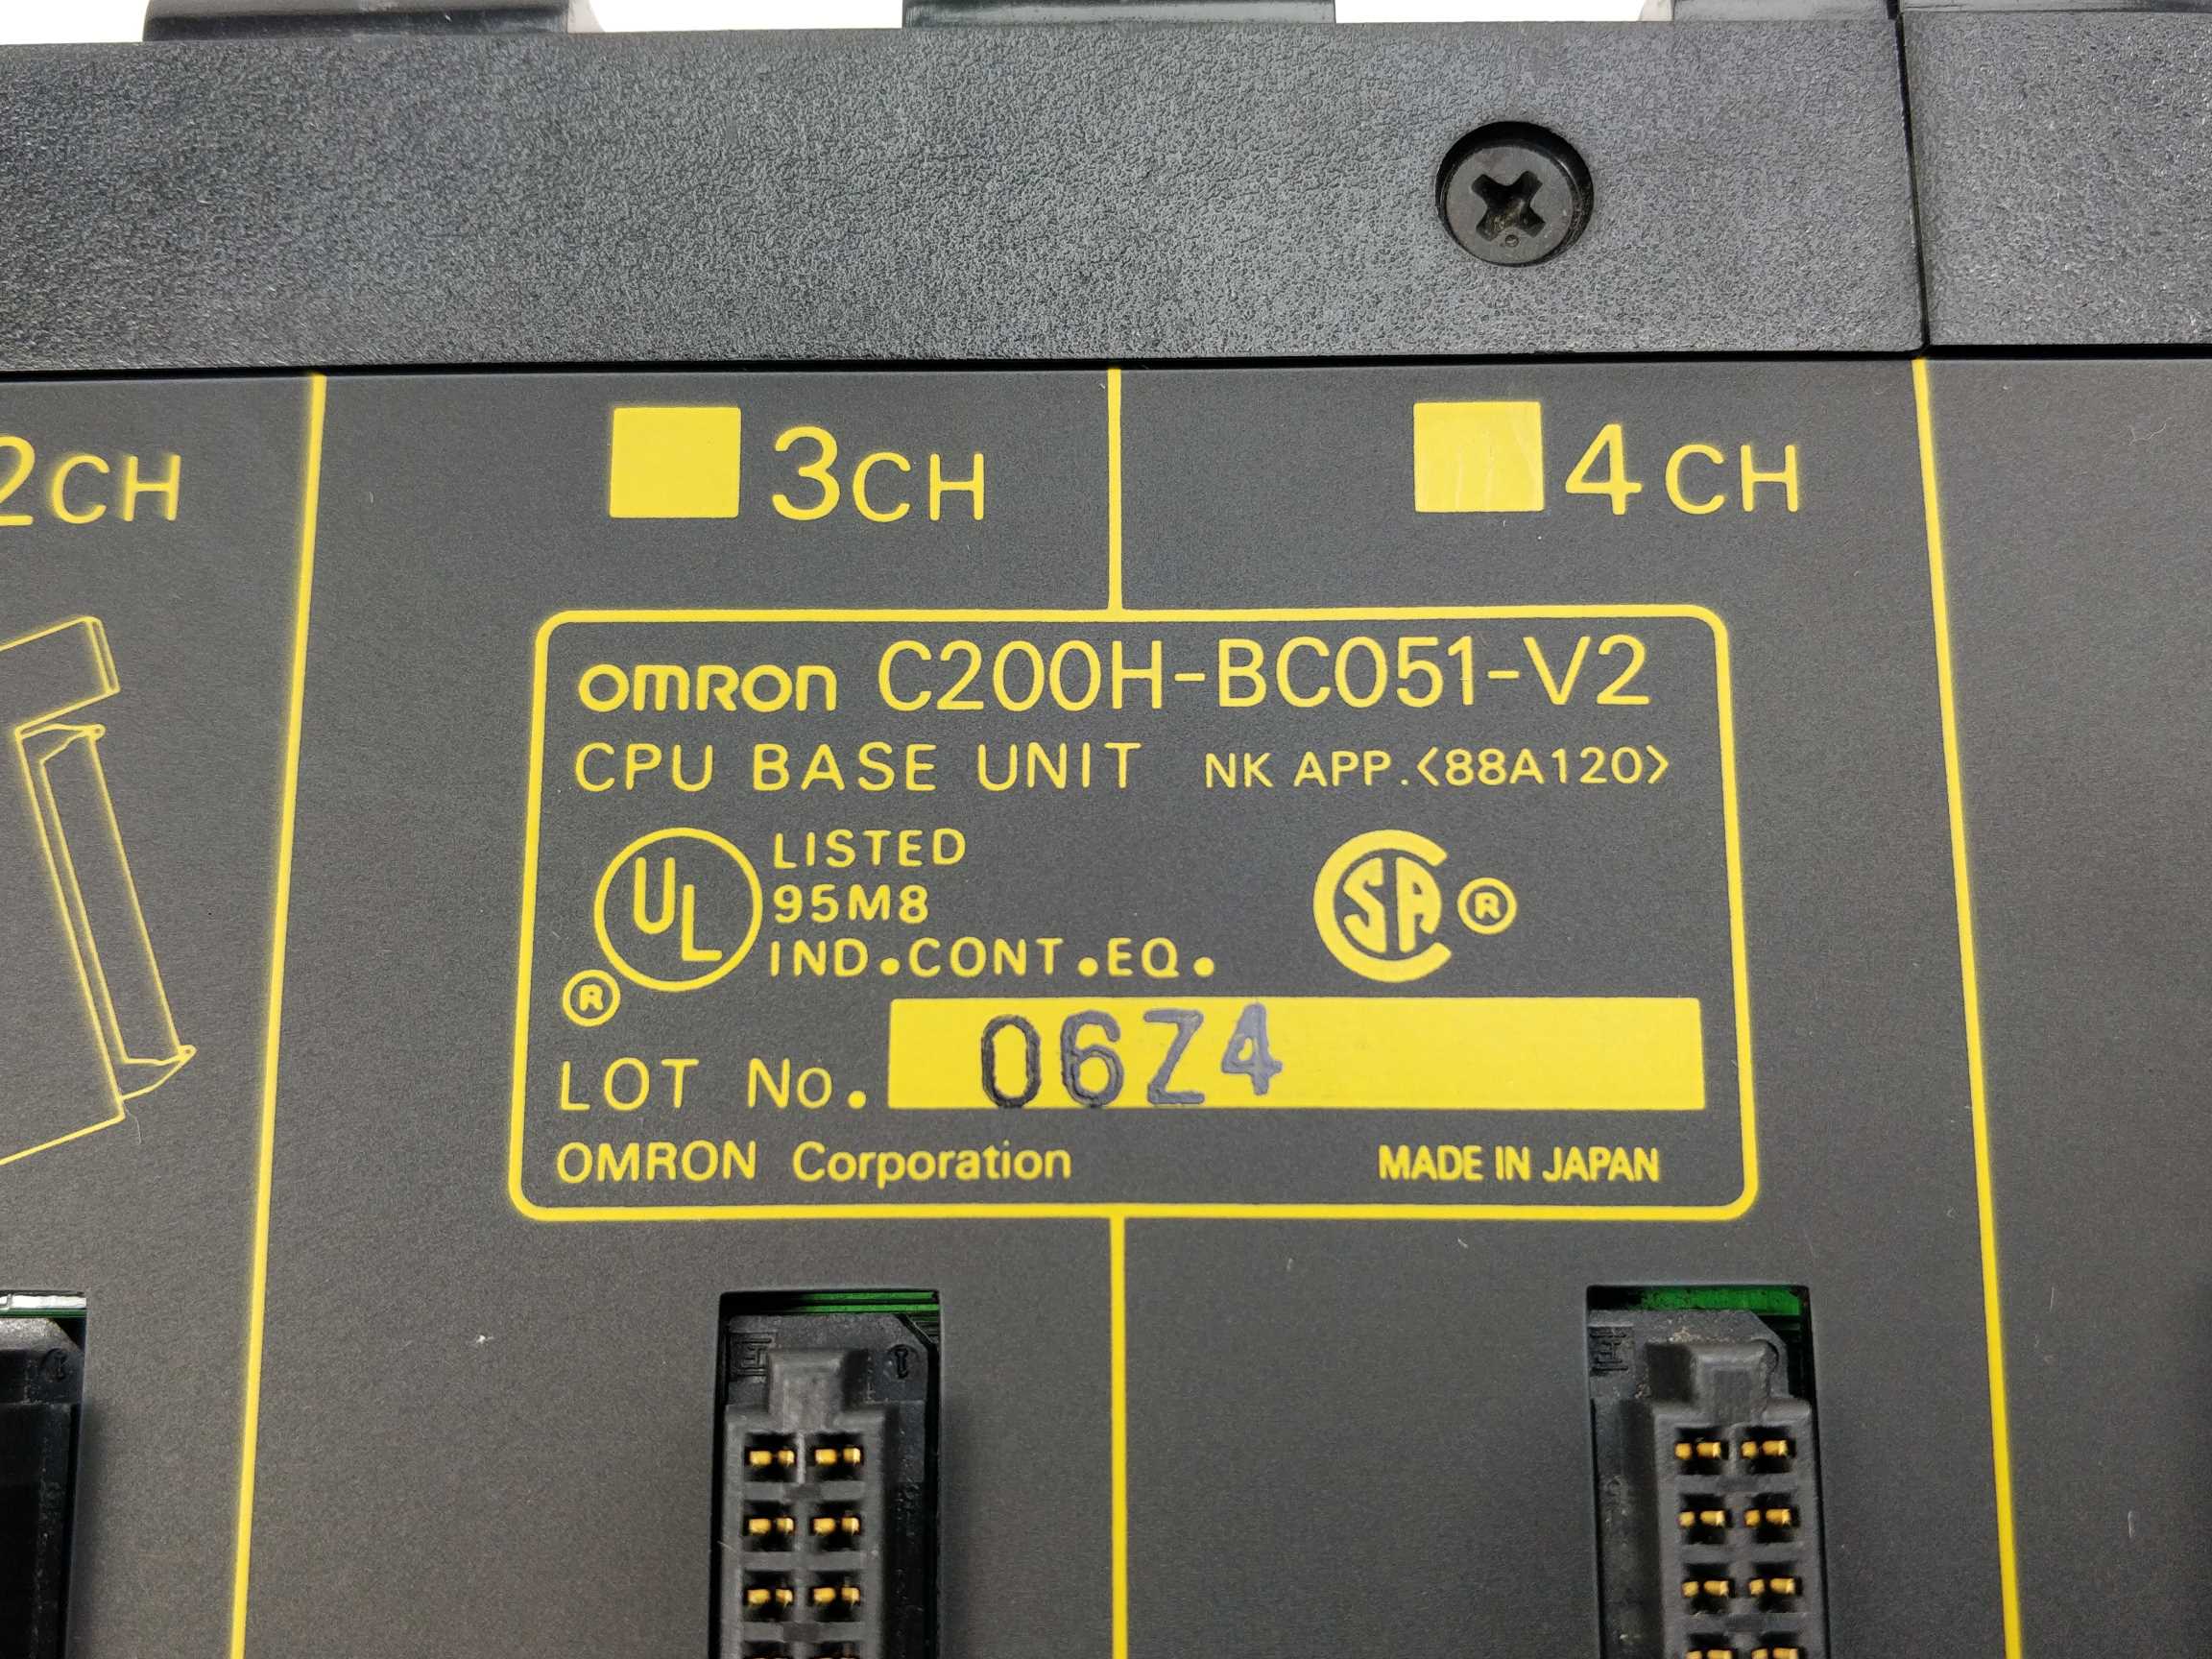 2CH
3CH
4CH
omron C200H-BC051-V2
CPU BASE UNIT NK APP.<88A120>
UL LISTED
95M8
IND.CONT.EQ.
®
SA ®
LOT No. 06Z4
OMRON Corporation MADE IN JAPAN
1